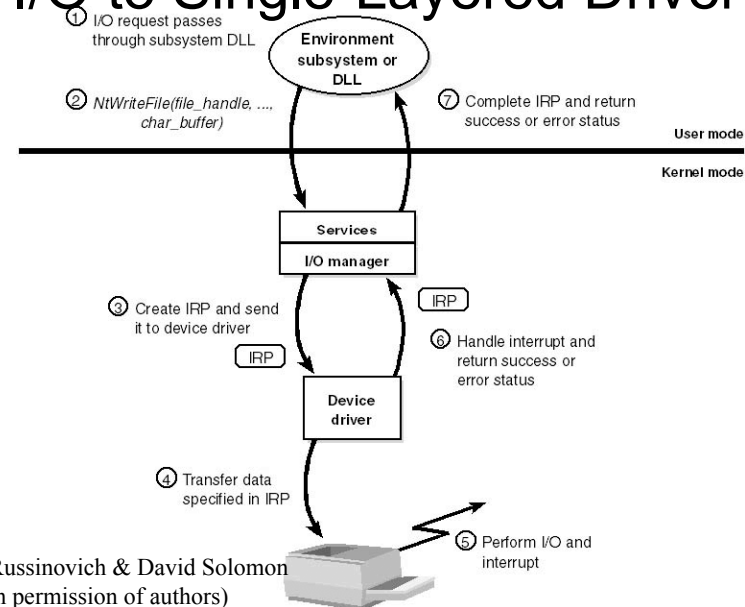 I/O to Single-Layered Driver
1 I/O request passes
through subsystem DLL
Environment
subsystem or
DLL
2 NtWriteFile(file_handle, ...,
char_buffer)
7 Complete IRP and return
success or error status
User mode
Kernel mode
Services
I/O manager
3 Create IRP and send
it to device driver
IRP
IRP
6 Handle interrupt and
return success or
error status
Device
driver
4 Transfer data
specified in IRP
5 Perform I/O and
interrupt
Russinovich & David Solomon
permission of authors)